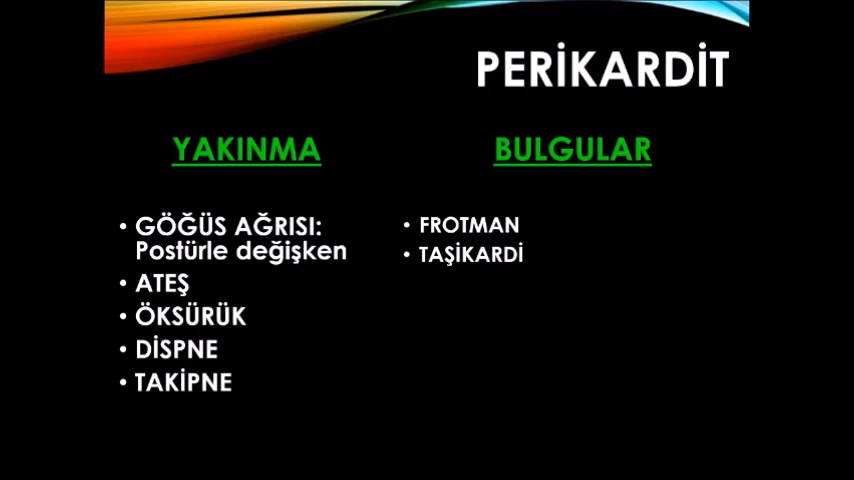 PERİKARDİT
YAKINMA
• GÖĞÜS AĞRISI:
Postürle değişken
• ATEŞ
• ÖKSÜRÜK
• DİSPNE
• TAKİPNE
BULGULAR
• FROTMAN
• TAŞİKARDİ